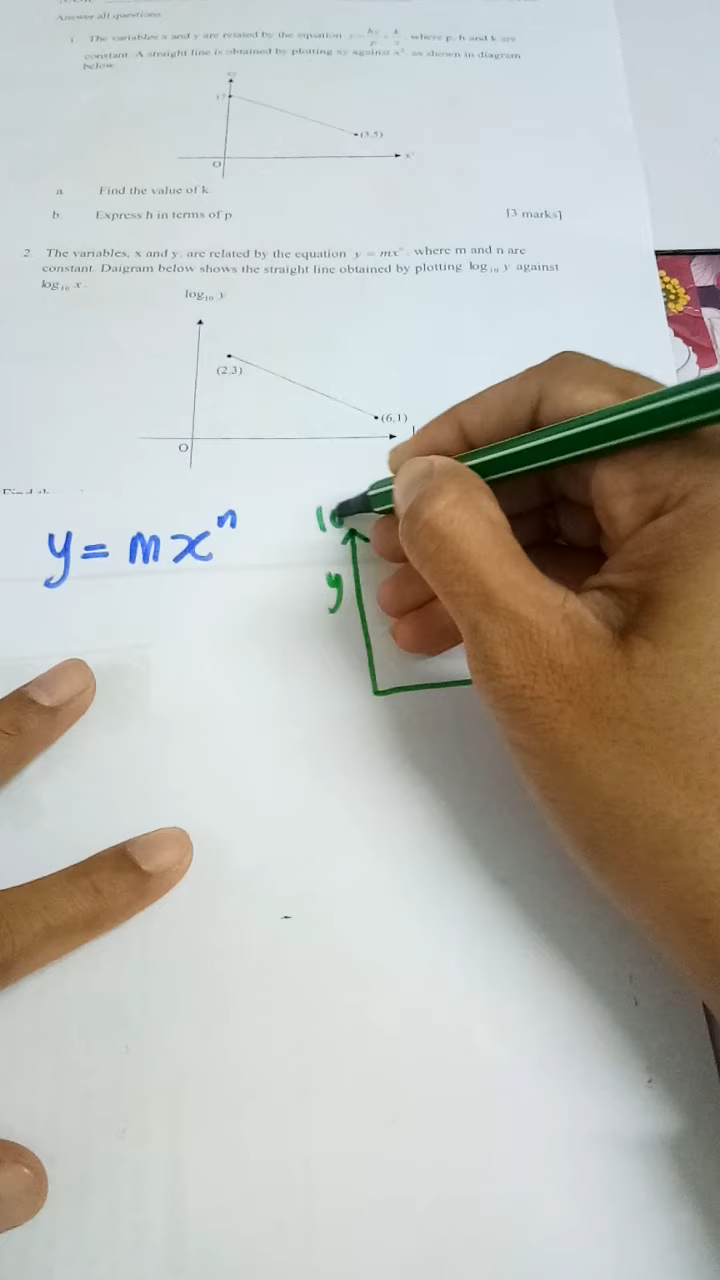 Answer all questions
1 The variables x and y are related by the equation where p, h and k are
constant. A straight line is obtained by plotting xy against x², as shown in diagram
below
xy
(3,5)
x²
O
a. Find the value of k.
b. Express h in terms of p. [3 marks]
2. The variables, x and y, are related by the equation y = mxⁿ, where m and n are
constant. Daigram below shows the straight line obtained by plotting log₁₀ y against
log₁₀ x.
log₁₀ y
(2,3)
(6,1)
O
y = mxⁿ
y